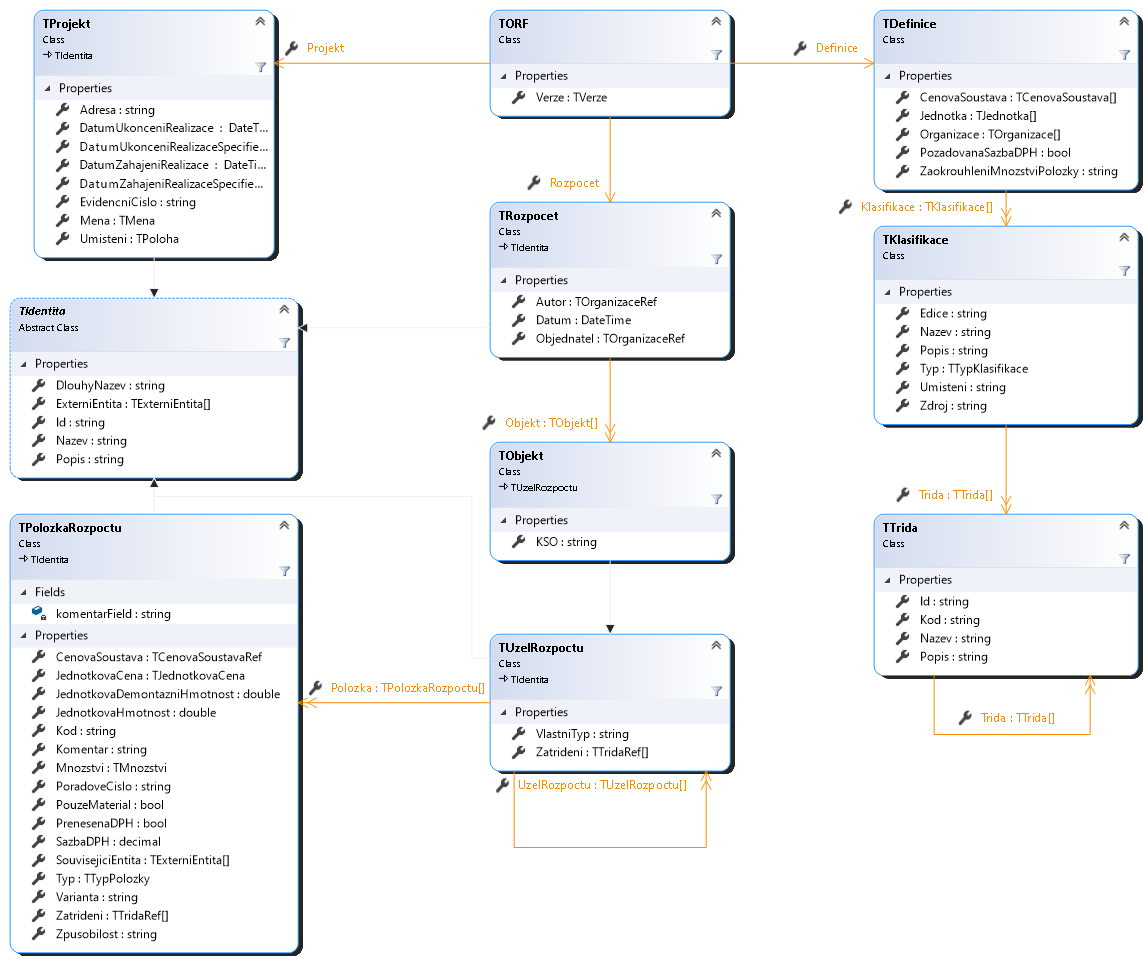 TProjekt
Class
TIdentita
Properties
Adresa : string
DatumUkonceniRealizace : DateT...
DatumUkonceniRealizaceSpecifie...
DatumZahajeniRealizace : DateTi...
DatumZahajeniRealizaceSpecifie...
EvidencniCislo : string
Mena : TMena
Umisteni : TPoloha
Projekt
TORF
Class
Properties
Verze : TVerze
Definice
TDefinice
Class
Properties
CenovaSoustava : TCenovaSoustava[]
Jednotka : TJednotka[]
Organizace : TOrganizace[]
PozadovanaSazbaDPH : bool
ZaokrouhleniMnozstviPolozky : string
Rozpocet
Klasifikace : TKlasifikace[]
TRozpocet
Class
TIdentita
Properties
Autor : TOrganizaceRef
Datum : DateTime
Objednatel : TOrganizaceRef
TKlasifikace
Class
Properties
Edice : string
Nazev : string
Popis : string
Typ : TTypKlasifikace
Umisteni : string
Zdroj : string
TIdentita
Abstract Class
Properties
DlouhyNazev : string
ExterniEntita : TExterniEntita[]
Id : string
Nazev : string
Popis : string
Objekt : TObjekt[]
TObjekt
Class
TUzelRozpoctu
Properties
KSO : string
Trida : TTrida[]
TTrida
Class
Properties
Id : string
Kod : string
Nazev : string
Popis : string
Trida : TTrida[]
TPolozkaRozpoctu
Class
TIdentita
Fields
komentarField : string
Properties
CenovaSoustava : TCenovaSoustavaRef
JednotkovaCena : TJednotkovaCena
JednotkovaDemontazniHmotnost : double
JednotkovaHmotnost : double
Kod : string
Komentar : string
Mnozstvi : TMnozstvi
PoradoveCislo : string
PouzeMaterial : bool
PrenesenaDPH : bool
SazbaDPH : decimal
SouvisejiciEntita : TExterniEntita[]
Typ : TTypPolozky
Varianta : string
Zatrideni : TTridaRef[]
Zpusobilost : string
Polozka : TPolozkaRozpoctu[]
TUzelRozpoctu
Class
TIdentita
Properties
VlastniTyp : string
Zatrideni : TTridaRef[]
UzelRozpoctu : TUzelRozpoctu[]